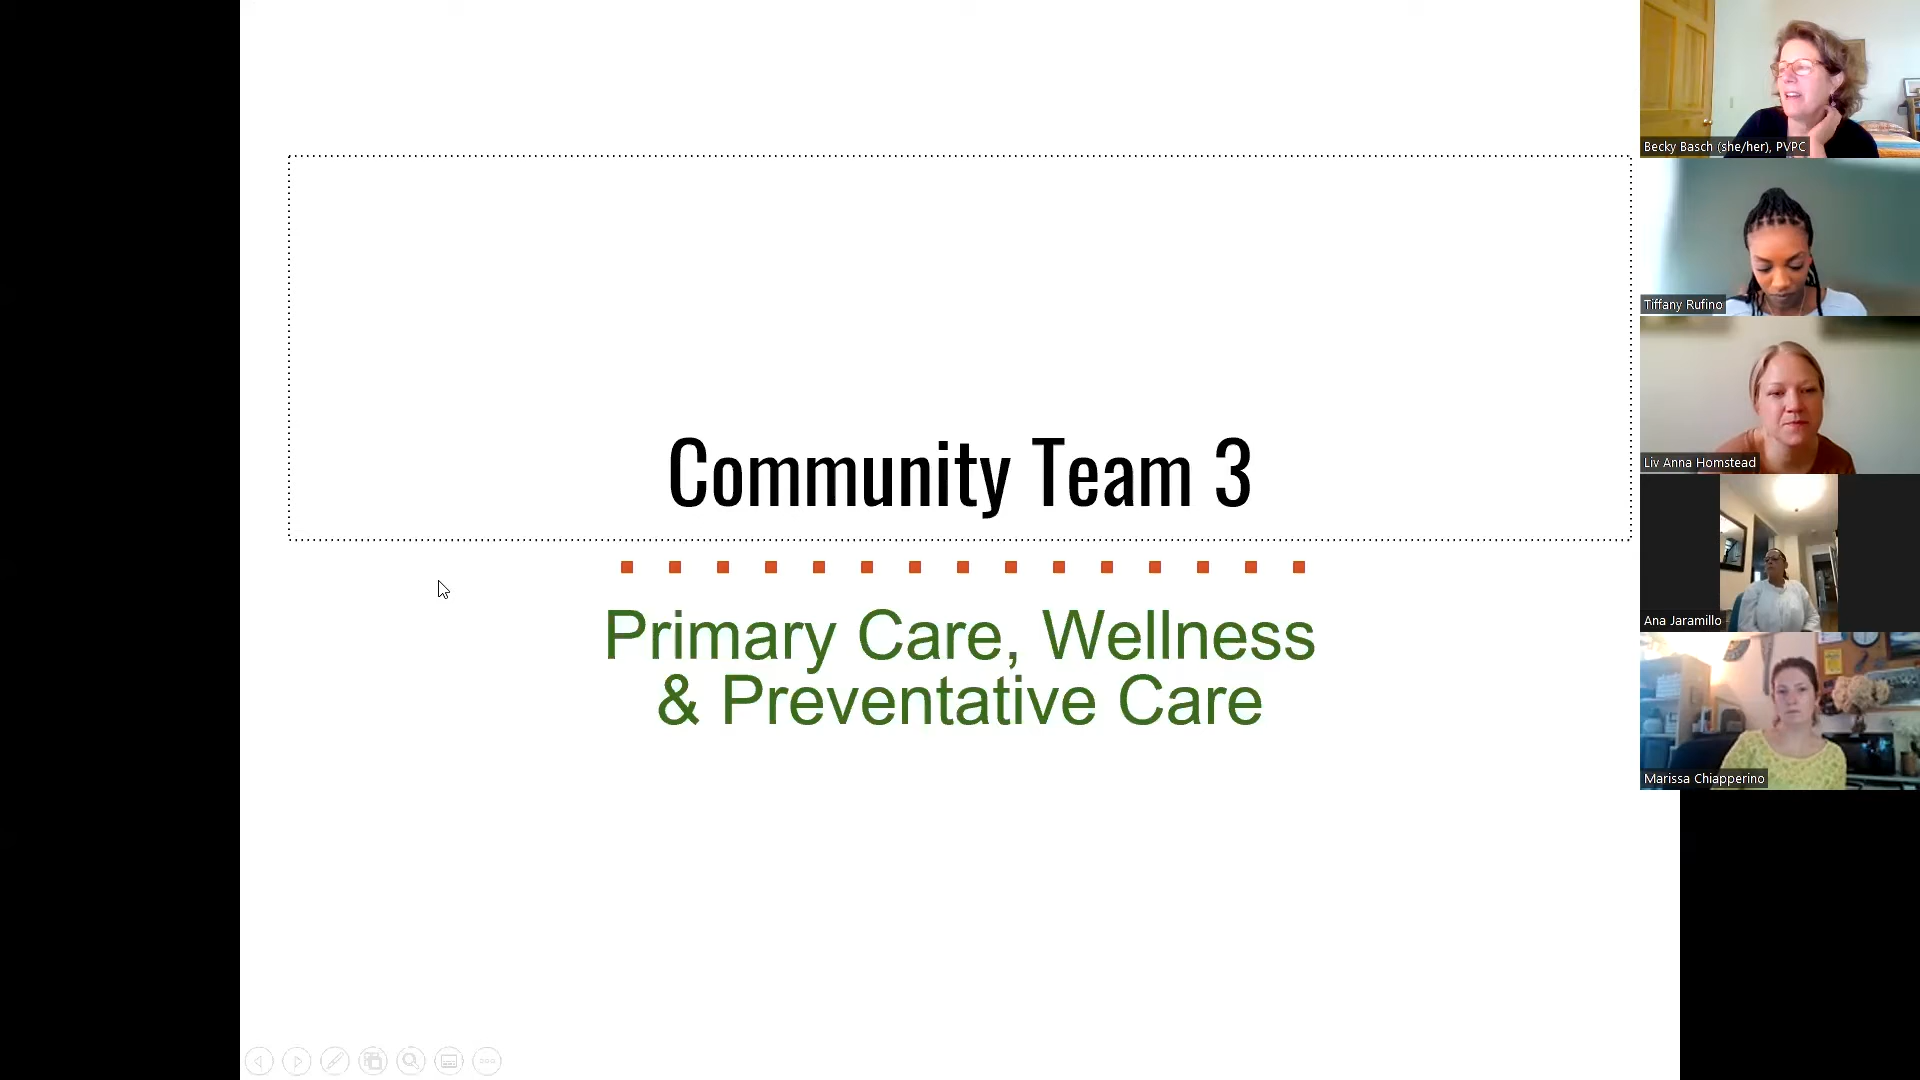 Community Team 3
Primary Care, Wellness
& Preventative Care
Becky Basch (she/her), PVPC
Tiffany Rufino
Liv Anna Homstead
Ana Jaramillo
Marissa Chiapperino